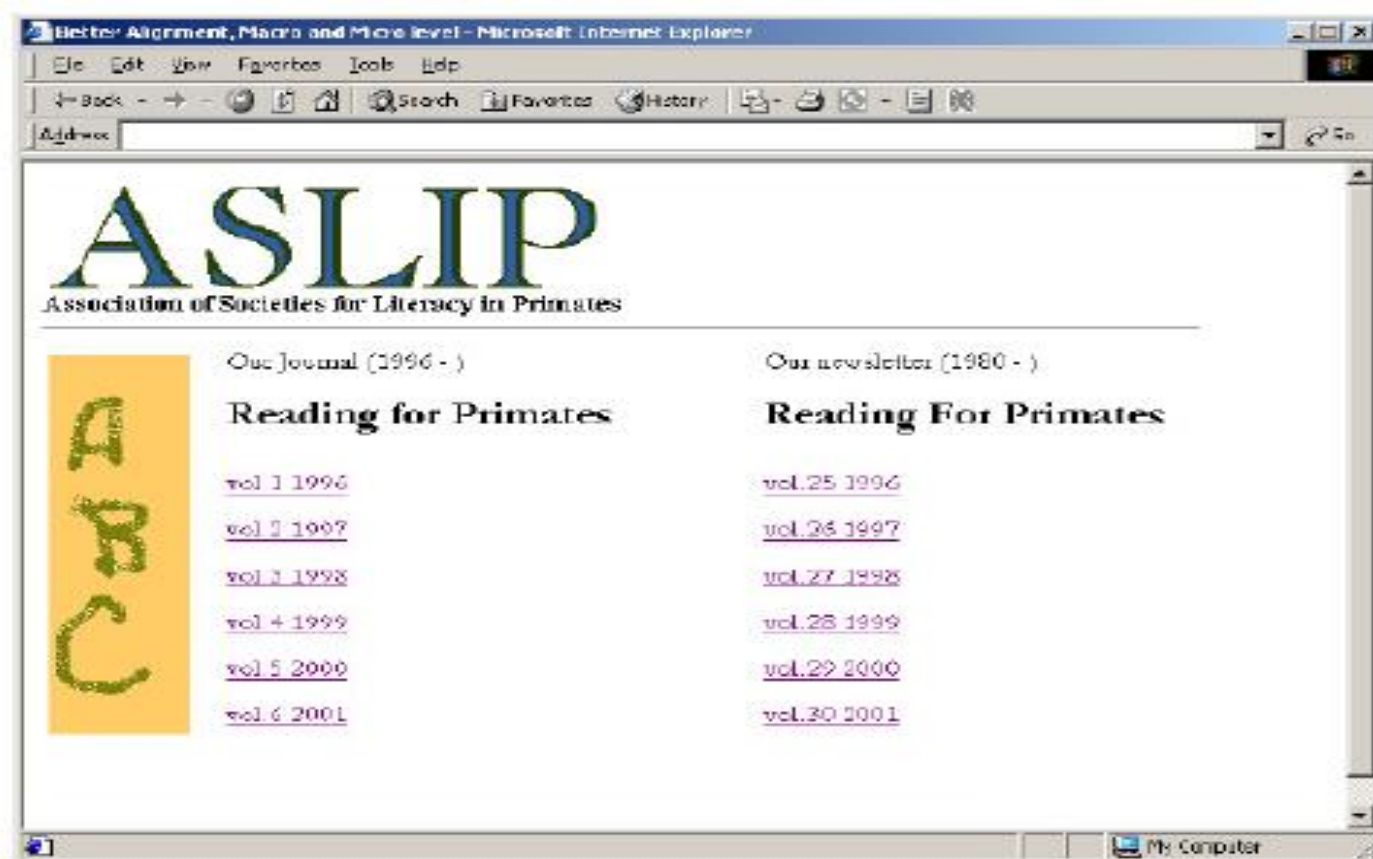 Better Alignment, Macro and Micro level - Microsoft Internet Explorer
File Edit View Favorites Tools Help
Back Search Favorites History
Address Go
ASLIP
Association of Societies for Literacy in Primates
A
B
C
Our Journal (1996 - )
Reading for Primates
vol 1 1996
vol 2 1997
vol 3 1998
vol 4 1999
vol 5 2000
vol 6 2001
Our newsletter (1980 - )
Reading For Primates
vol.25 1996
vol.26 1997
vol.27 1998
vol.28 1999
vol.29 2000
vol.30 2001
My Computer